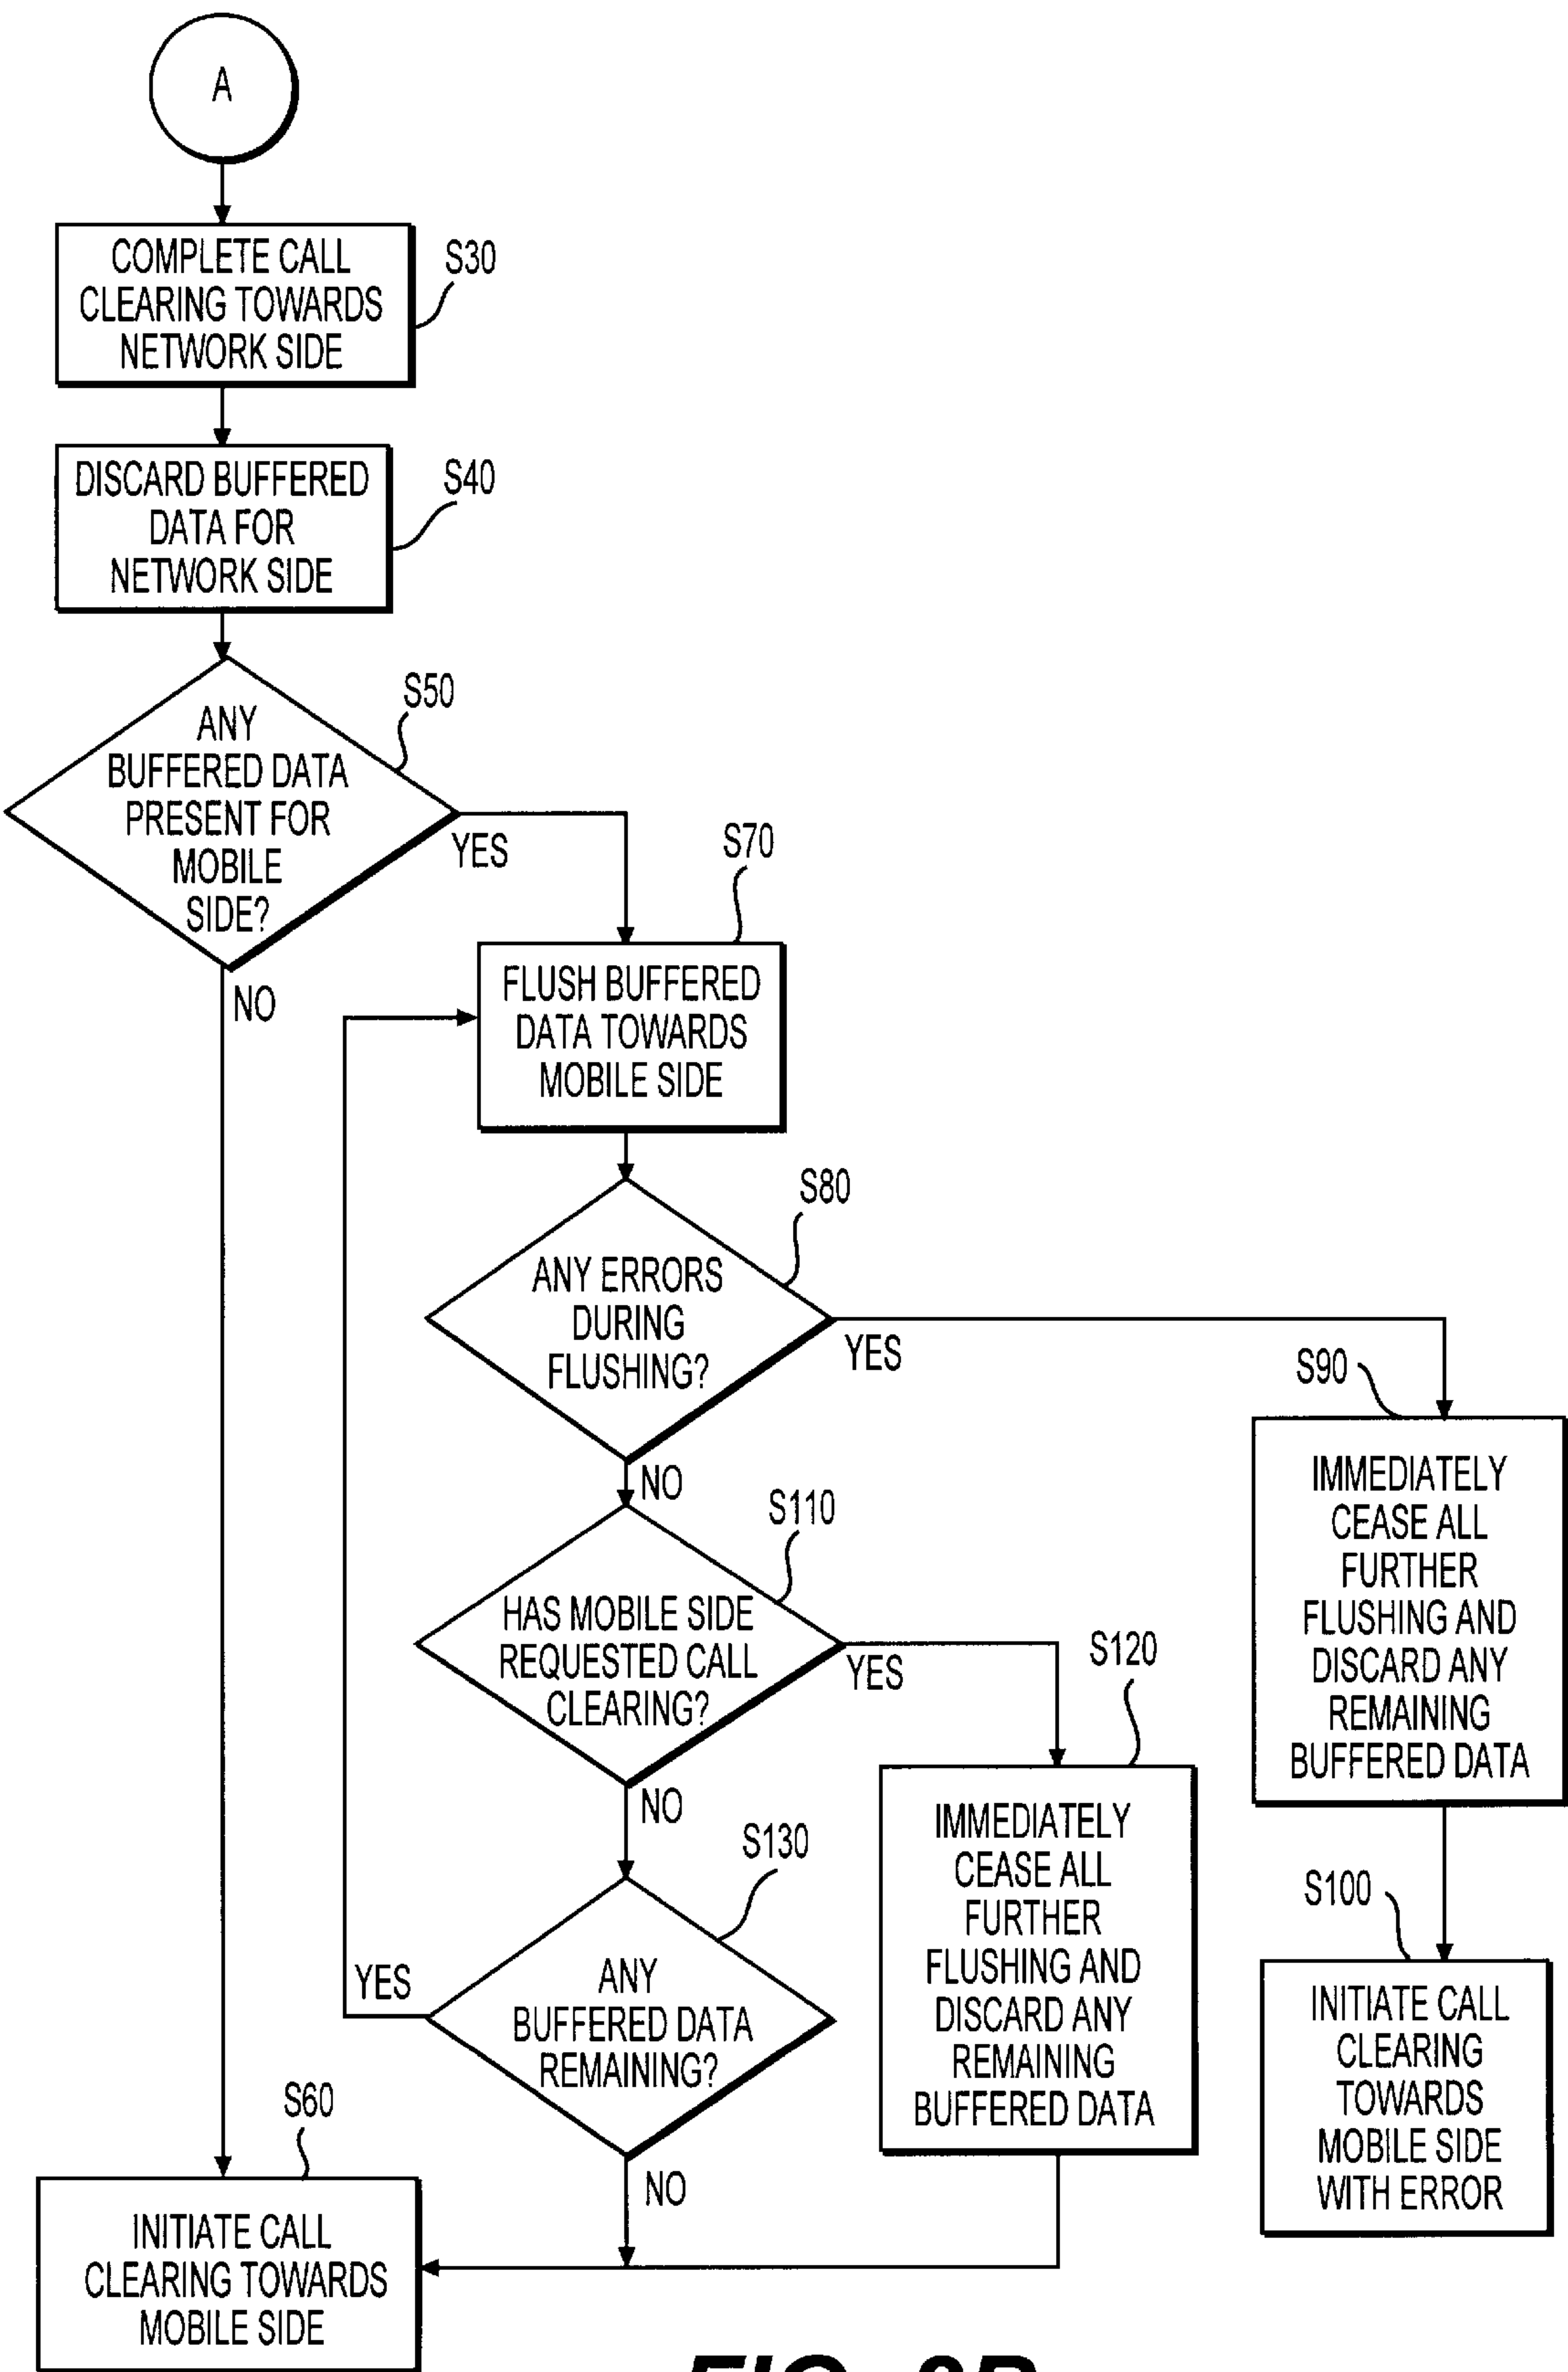 A
COMPLETE CALL
CLEARING TOWARDS
NETWORK SIDE
S30
DISCARD BUFFERED
DATA FOR
NETWORK SIDE
S40
ANY
BUFFERED DATA
PRESENT FOR
MOBILE
SIDE?
S50
YES
NO
S70
FLUSH BUFFERED
DATA TOWARDS
MOBILE SIDE
S80
ANY ERRORS
DURING
FLUSHING?
YES
NO
S90
IMMEDIATELY
CEASE ALL
FURTHER
FLUSHING AND
DISCARD ANY
REMAINING
BUFFERED DATA
S110
HAS MOBILE SIDE
REQUESTED CALL
CLEARING?
YES
NO
S120
IMMEDIATELY
CEASE ALL
FURTHER
FLUSHING AND
DISCARD ANY
REMAINING
BUFFERED DATA
S100
INITIATE CALL
CLEARING
TOWARDS
MOBILE SIDE
WITH ERROR
S130
ANY
BUFFERED DATA
REMAINING?
YES
NO
S60
INITIATE CALL
CLEARING TOWARDS
MOBILE SIDE